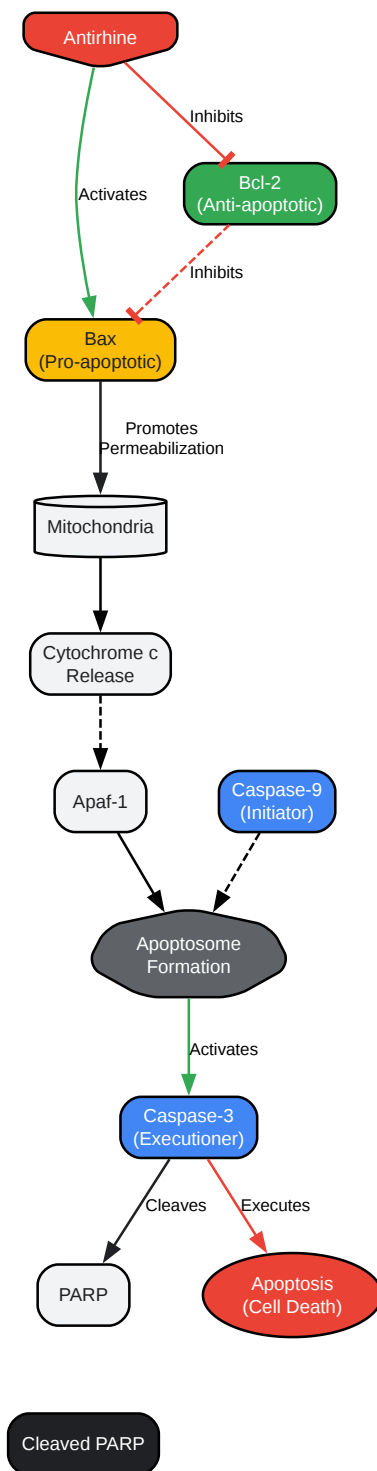 Antirhine
Inhibits
Bcl-2
(Anti-apoptotic)
Activates
Inhibits
Bax
(Pro-apoptotic)
Promotes
Permeabilization
Mitochondria
Cytochrome c
Release
Apaf-1
Caspase-9
(Initiator)
Apoptosome
Formation
Activates
Caspase-3
(Executioner)
Cleaves
Executes
PARP
Apoptosis
(Cell Death)
Cleaved PARP